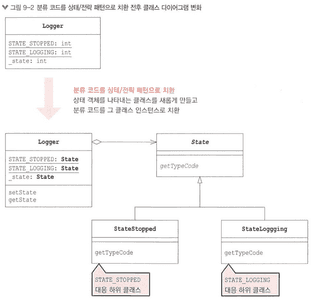 그림 9-2 분류 코드를 상태/전략 패턴으로 치환 전후 클래스 다이어그램 변화
Logger
STATE_STOPPED: int
STATE_LOGGING: int
_state: int
분류 코드를 상태/전략 패턴으로 치환
상태 객체를 나타내는 클래스를 새롭게 만들고
분류 코드를 그 클래스 인스턴스로 치환
Logger
STATE_STOPPED: State
STATE_LOGGING: State
_state: State
setState
getState
State
getTypeCode
StateStopped
getTypeCode
StateLoggging
getTypeCode
STATE_STOPPED
대응 하위 클래스
STATE_LOGGING
대응 하위 클래스